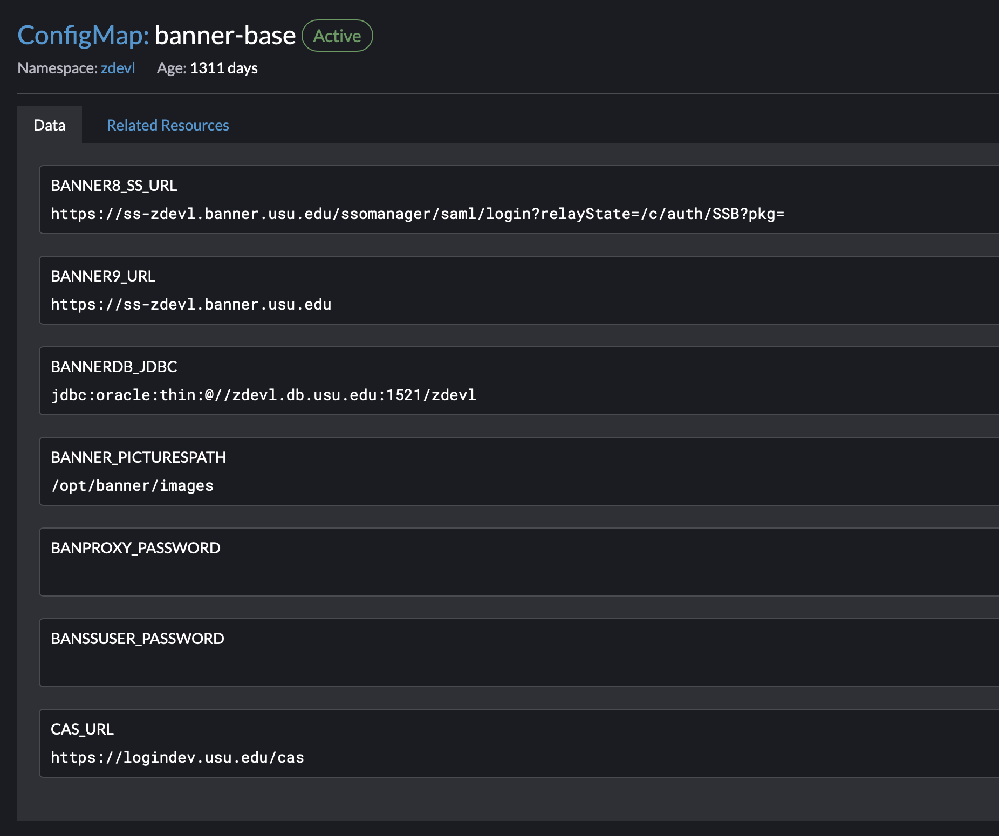 ConfigMap: banner-base Active
Namespace: zdevl Age: 1311 days
Data Related Resources
BANNER8_SS_URL
https://ss-zdevl.banner.usu.edu/ssomanager/saml/login?relayState=/c/auth/SSB?pkg=
BANNER9_URL
https://ss-zdevl.banner.usu.edu
BANNERDB_JDBC
jdbc:oracle:thin:@//zdevl.db.usu.edu:1521/zdevl
BANNER_PICTURESPATH
/opt/banner/images
BANPROXY_PASSWORD
BANSSUSER_PASSWORD
CAS_URL
https://logindev.usu.edu/cas